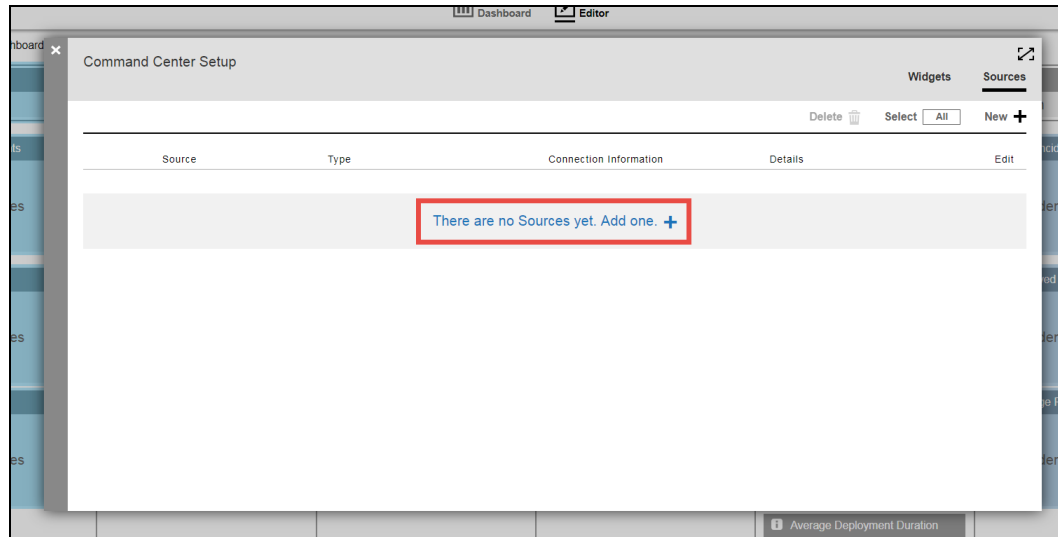 Dashboard Editor
hboard
Command Center Setup
Widgets Sources
Delete Select All New
Source Type Connection Information Details Edit
There are no Sources yet. Add one.
Average Deployment Duration